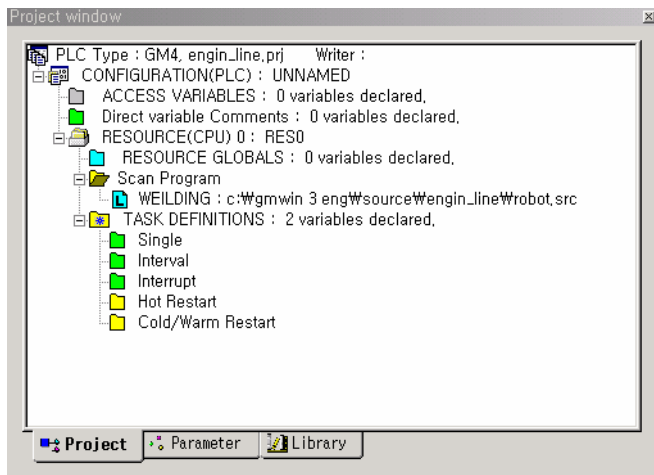 Project window
PLC Type : GM4, engin_line.prj Writer :
CONFIGURATION(PLC) : UNNAMED
ACCESS VARIABLES : 0 variables declared,
Direct variable Comments : 0 variables declared,
RESOURCE(CPU) 0 : RES0
RESOURCE GLOBALS : 0 variables declared,
Scan Program
L WEILDING : c:₩gmwin 3 eng₩source₩engin_line₩robot.src
TASK DEFINITIONS : 2 variables declared,
Single
Interval
Interrupt
Hot Restart
Cold/Warm Restart
Project Parameter Library